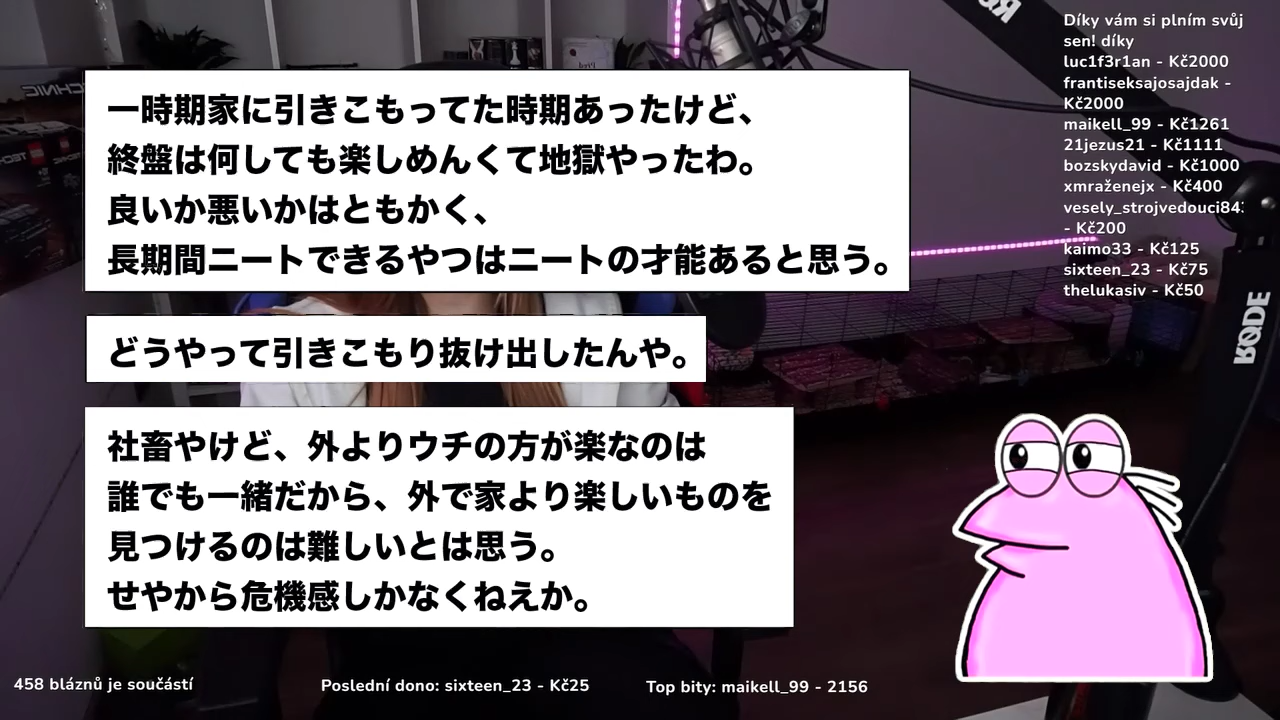 一時期家に引きこもってた時期あったけど、
終盤は何しても楽しめんくて地獄やったわ。
良いか悪いかはともかく、
長期間ニートできるやつはニートの才能あると思う。
どうやって引きこもり抜け出したんや。
社畜やけど、外よりウチの方が楽なのは
誰でも一緒だから、外で家より楽しいものを
見つけるのは難しいとは思う。
せやから危機感しかなくねえか。
Díky vám si plním svůj
sen! díky
luc1f3r1an - Kč2000
frantiseksajosajdak -
Kč2000
maikell_99 - Kč1261
21jezus21 - Kč1111
bozskydavid - Kč1000
xmraženejx - Kč400
vesely_strojvedouci84
- Kč200
kaimo33 - Kč125
sixteen_23 - Kč75
thelukasiv - Kč50
RØDE
458 bláznů je součástí
Poslední dono: sixteen_23 - Kč25
Top bity: maikell_99 - 2156